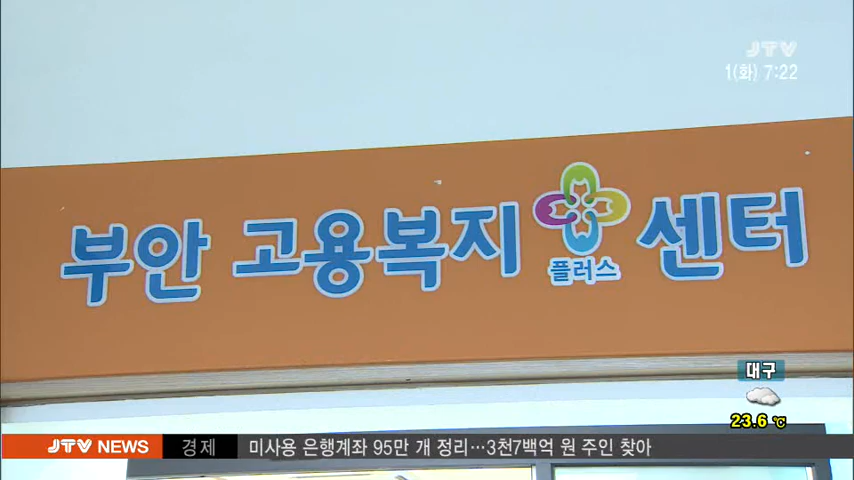 JTV
1(화) 7:22
부안 고용복지 플러스 센터
대구
23.6 ℃
JTV NEWS 경제 미사용 은행계좌 95만 개 정리…3천7백억 원 주인 찾아